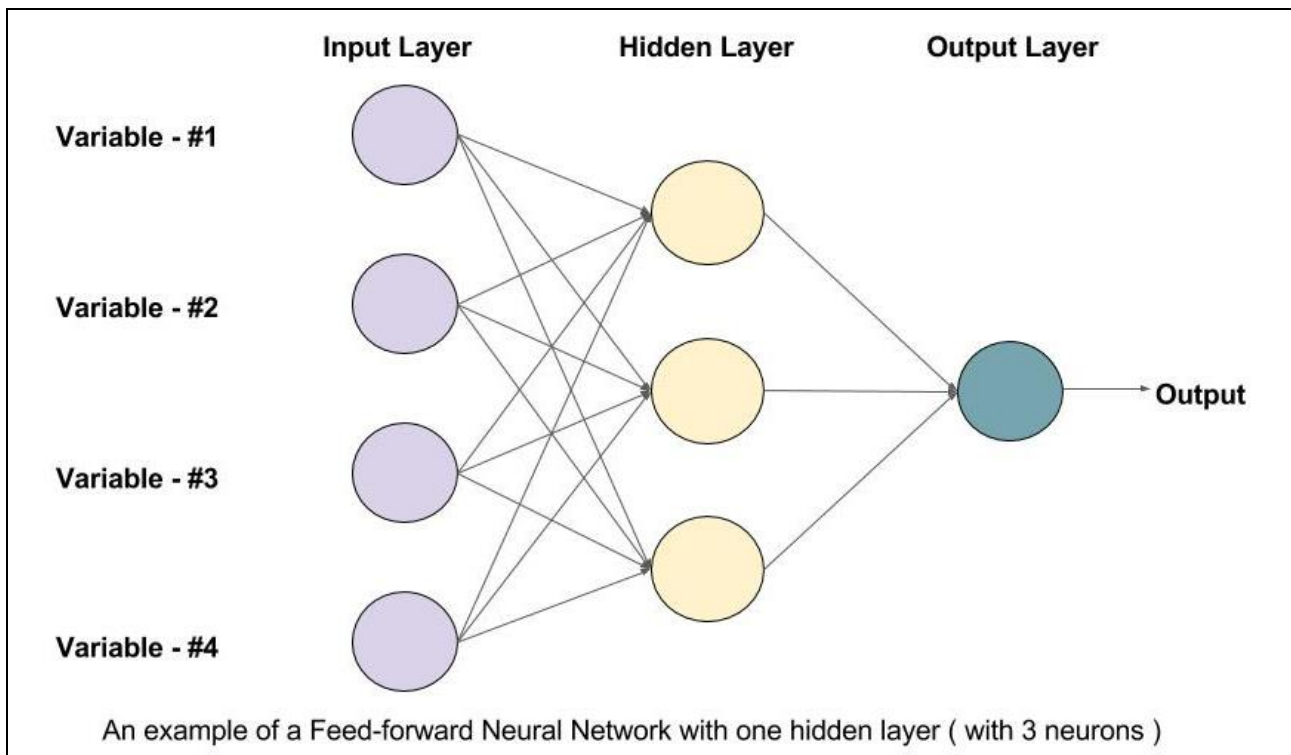 Input Layer
Hidden Layer
Output Layer
Variable - #1
Variable - #2
Variable - #3
Variable - #4
Output
An example of a Feed-forward Neural Network with one hidden layer ( with 3 neurons )